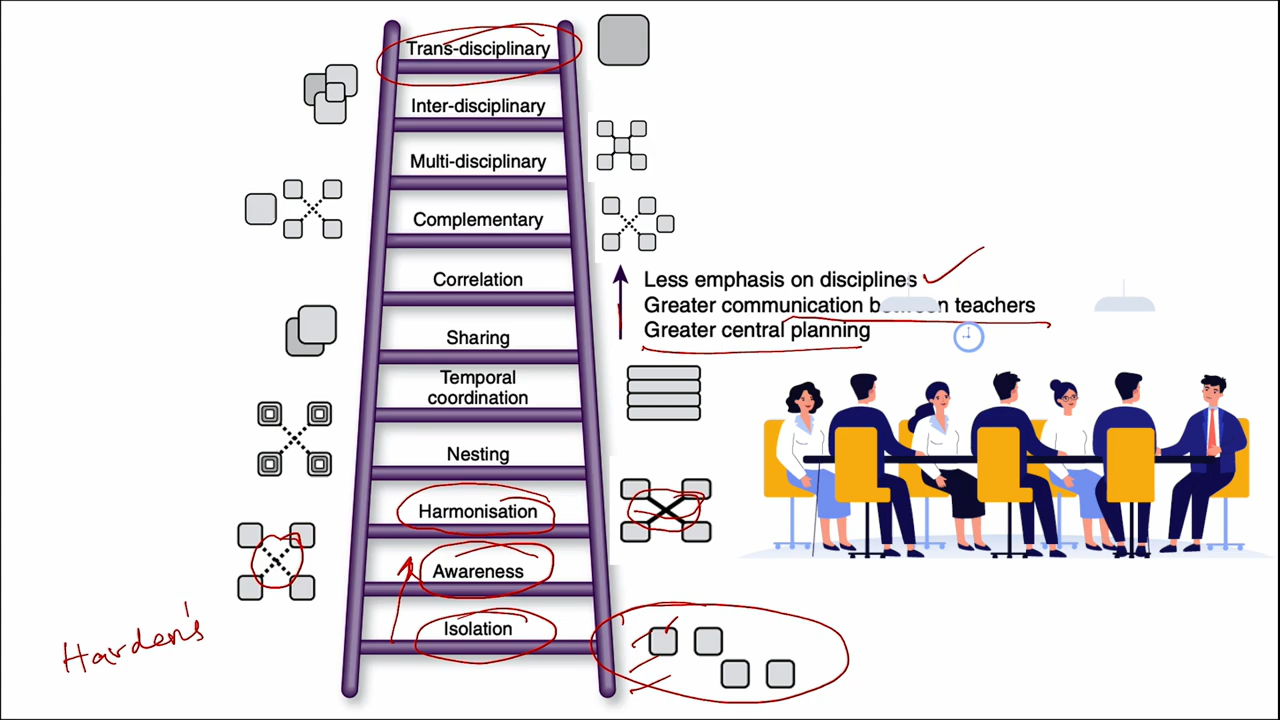 Trans-disciplinary
Inter-disciplinary
Multi-disciplinary
Complementary
Correlation
Less emphasis on disciplines
Greater communication between teachers
Greater central planning
Sharing
Temporal
coordination
Nesting
Harmonisation
Awareness
Isolation
Harden's